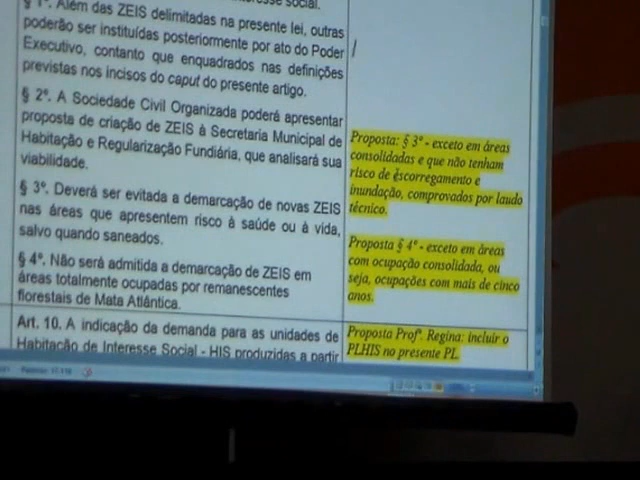 interesse social.
§ 1º. Além das ZEIS delimitadas na presente lei, outras
poderão ser instituídas posteriormente por ato do Poder
Executivo, contanto que enquadrados nas definições
previstas nos incisos do caput do presente artigo.
§ 2º. A Sociedade Civil Organizada poderá apresentar
proposta de criação de ZEIS à Secretaria Municipal de
Habitação e Regularização Fundiária, que analisará sua
viabilidade.
§ 3º. Deverá ser evitada a demarcação de novas ZEIS
nas áreas que apresentem risco à saúde ou à vida,
salvo quando saneados.
§ 4º. Não será admitida a demarcação de ZEIS em
áreas totalmente ocupadas por remanescentes
florestais de Mata Atlântica.
Art. 10. A indicação da demanda para as unidades de
Habitação de Interesse Social - HIS produzidas a partir
Proposta: § 3º - exceto em áreas
consolidadas e que não tenham
risco de escorregamento e
inundação, comprovados por laudo
técnico.
Proposta § 4º - exceto em áreas
com ocupação consolidada, ou
seja, ocupações com mais de cinco
anos.
Proposta Profª. Regina: incluir o
PLHIS no presente PL.